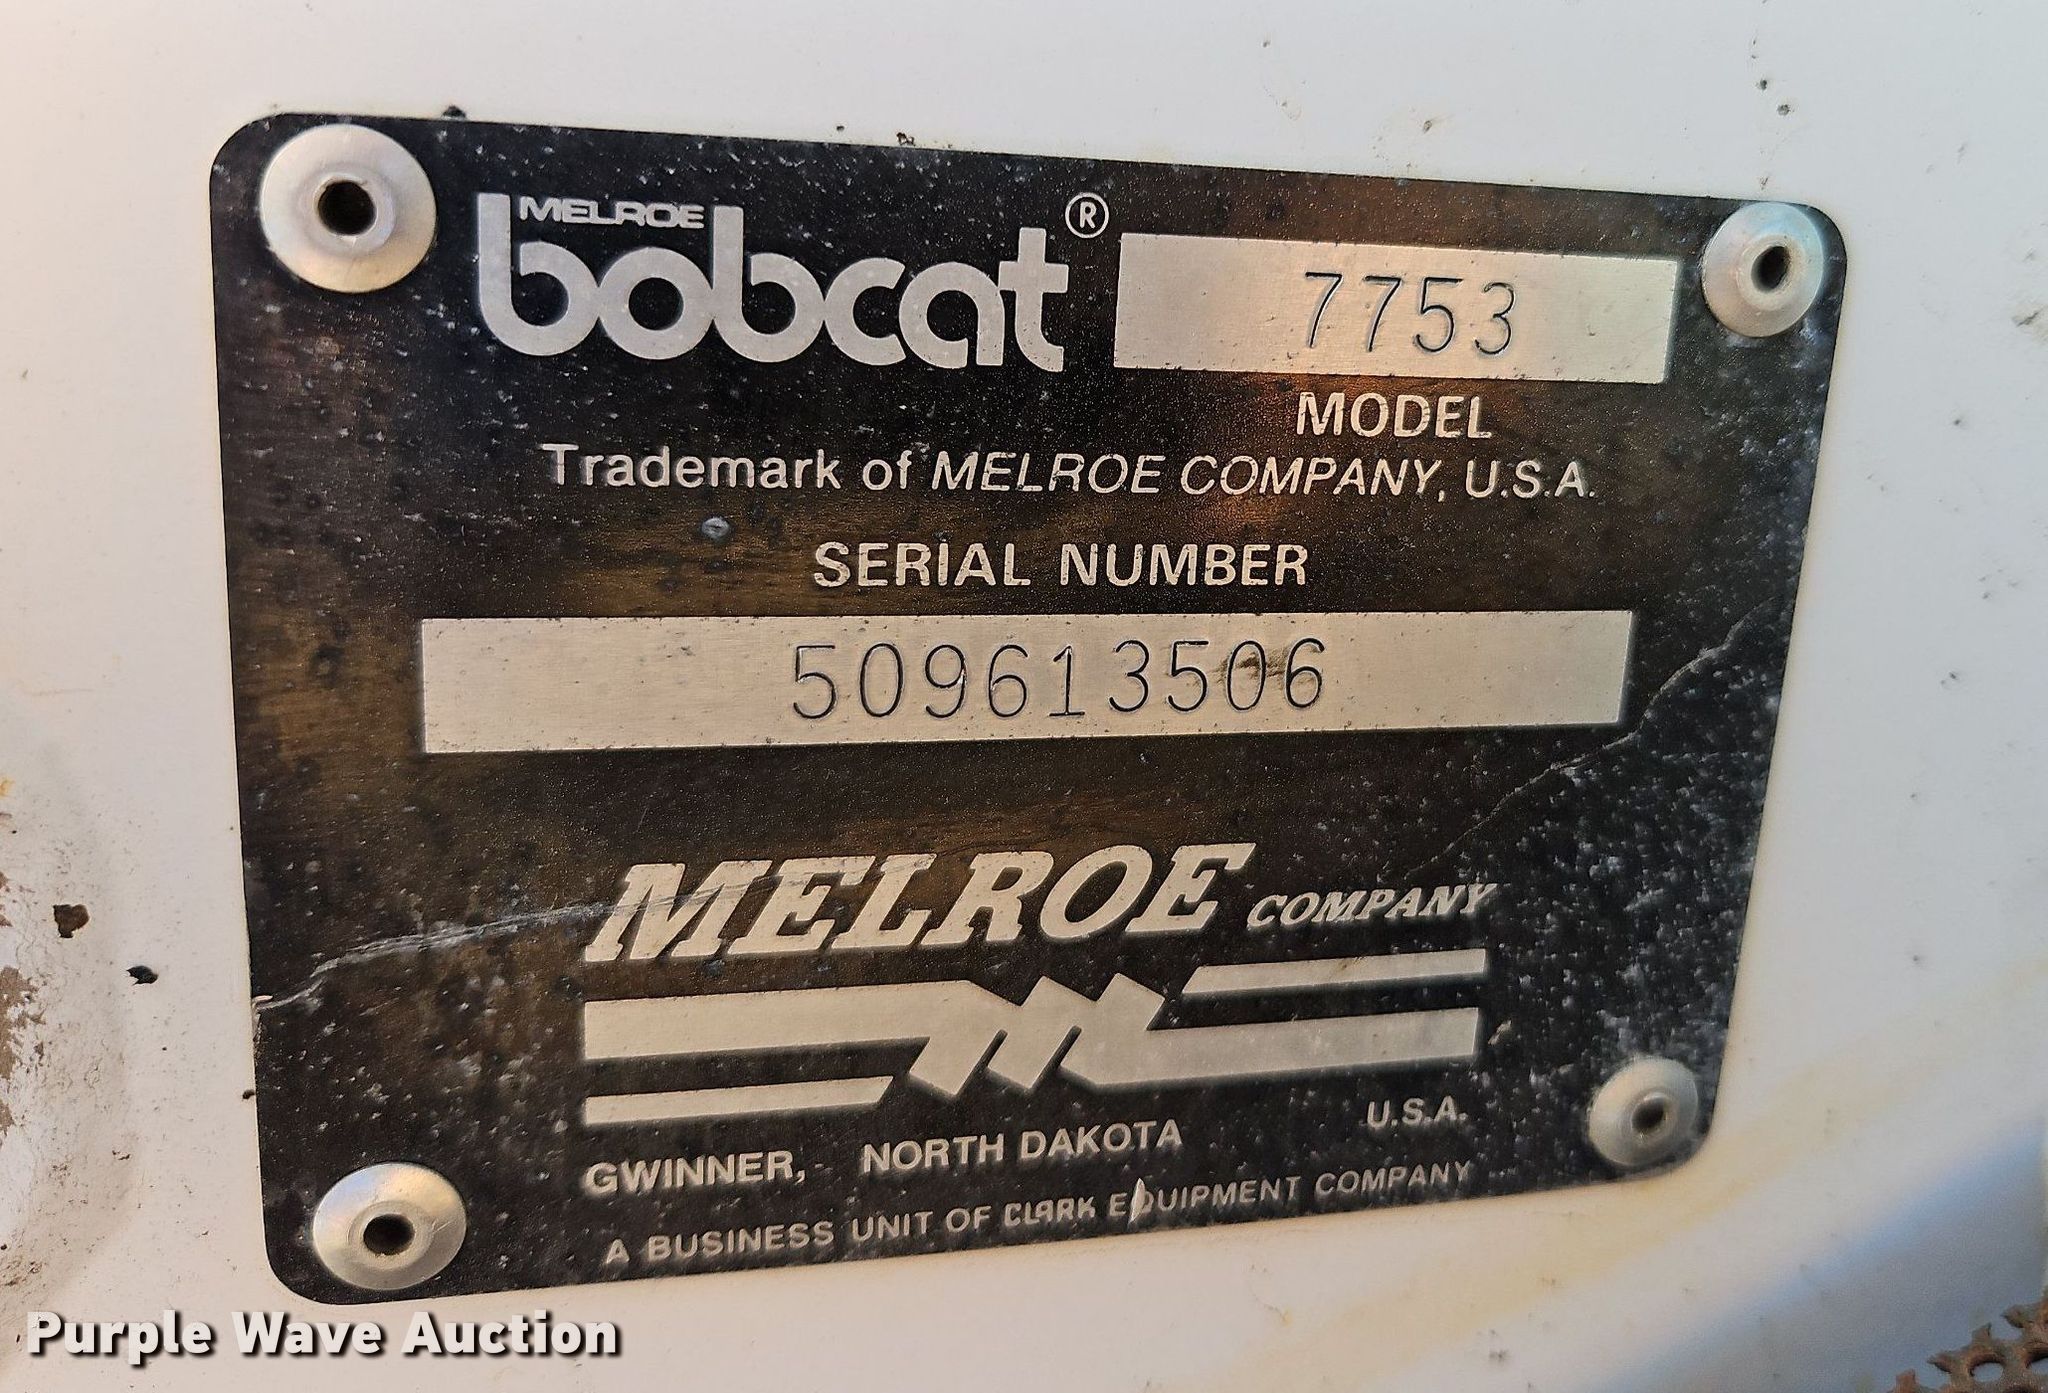 MELROE
bobcat® 7753
MODEL
Trademark of MELROE COMPANY, U.S.A.
SERIAL NUMBER
509613506
MELROE COMPANY
GWINNER, NORTH DAKOTA U.S.A.
A BUSINESS UNIT OF CLARK EQUIPMENT COMPANY
Purple Wave Auction